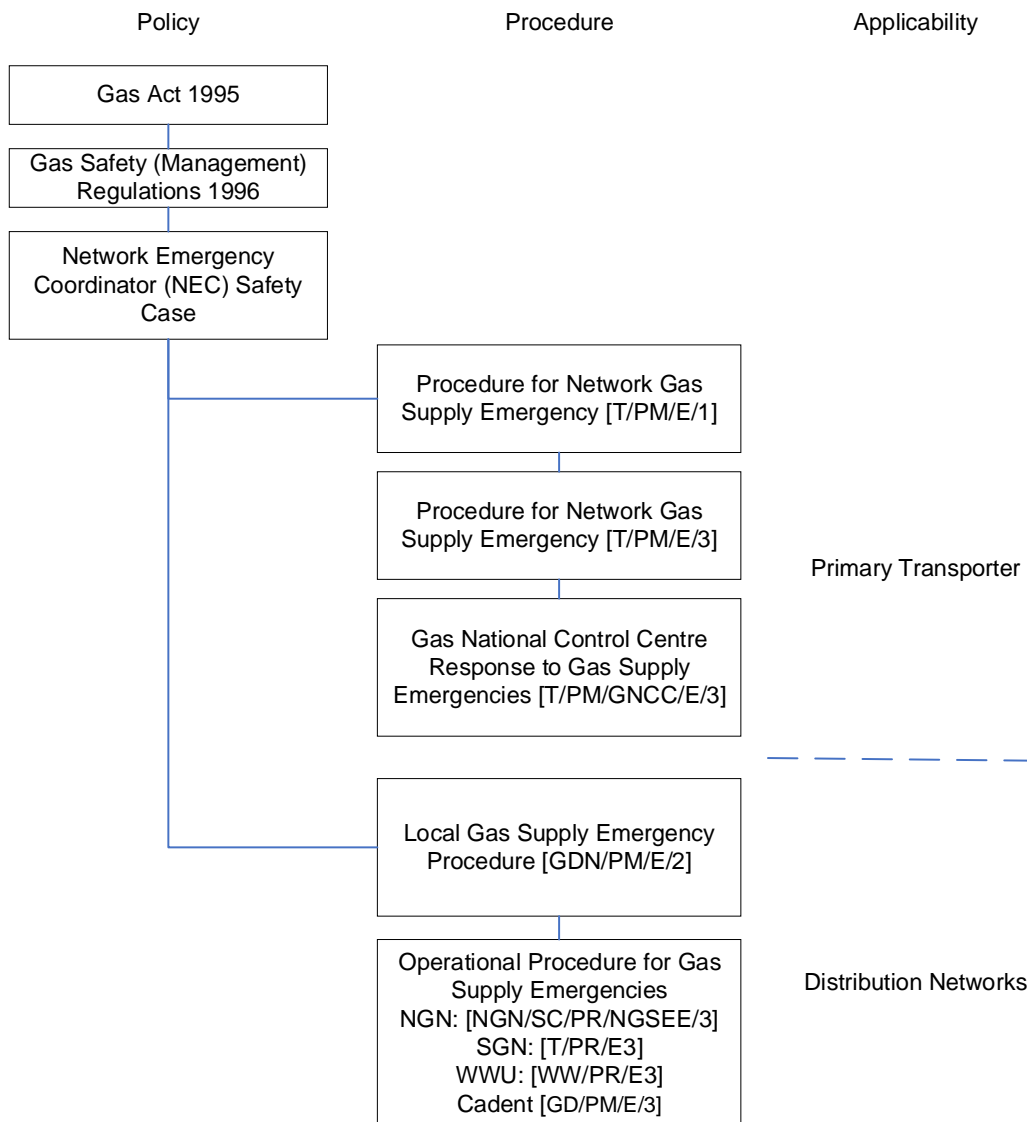 Policy
Procedure
Applicability
Gas Act 1995
Gas Safety (Management)
Regulations 1996
Network Emergency
Coordinator (NEC) Safety
Case
Procedure for Network Gas
Supply Emergency [T/PM/E/1]
Procedure for Network Gas
Supply Emergency [T/PM/E/3]
Primary Transporter
Gas National Control Centre
Response to Gas Supply
Emergencies [T/PM/GNCC/E/3]
Local Gas Supply Emergency
Procedure [GDN/PM/E/2]
Operational Procedure for Gas
Supply Emergencies
NGN: [NGN/SC/PR/NGSEE/3]
SGN: [T/PR/E3]
WWU: [WW/PR/E3]
Cadent [GD/PM/E/3]
Distribution Networks